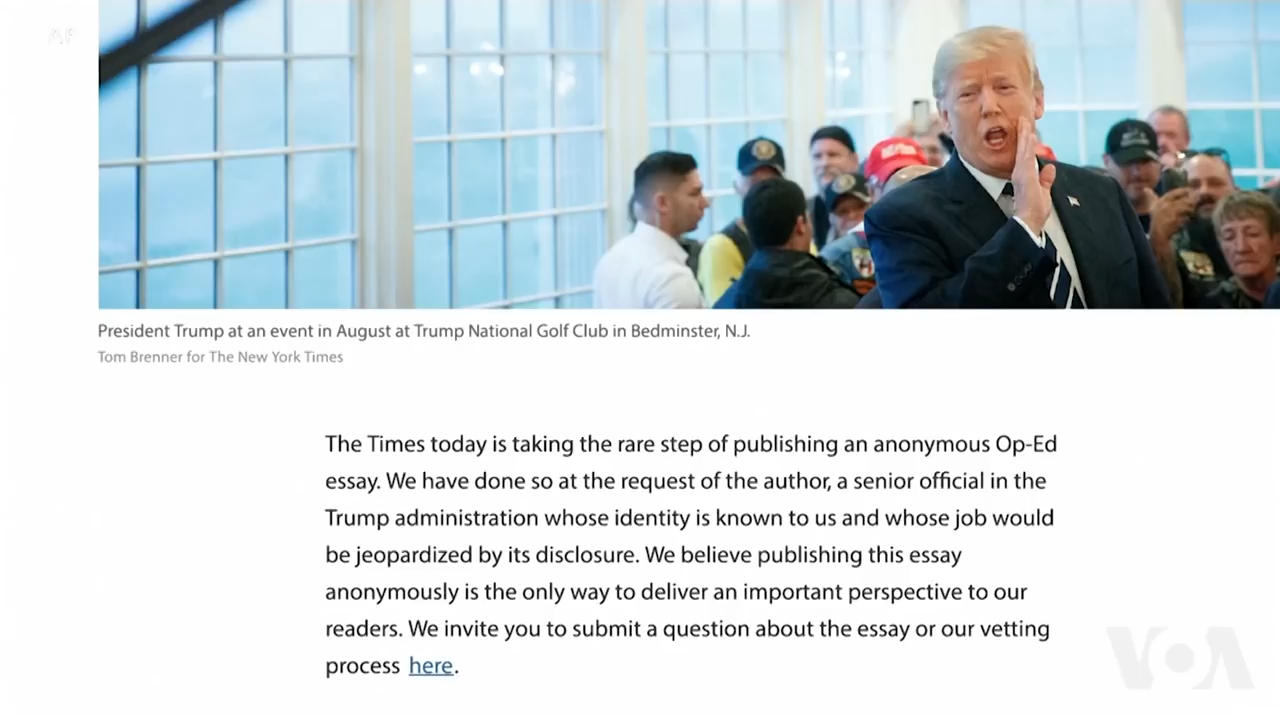 AP
President Trump at an event in August at Trump National Golf Club in Bedminster, N.J.
Tom Brenner for The New York Times
The Times today is taking the rare step of publishing an anonymous Op-Ed
essay. We have done so at the request of the author, a senior official in the
Trump administration whose identity is known to us and whose job would
be jeopardized by its disclosure. We believe publishing this essay
anonymously is the only way to deliver an important perspective to our
readers. We invite you to submit a question about the essay or our vetting
process here.
VOA